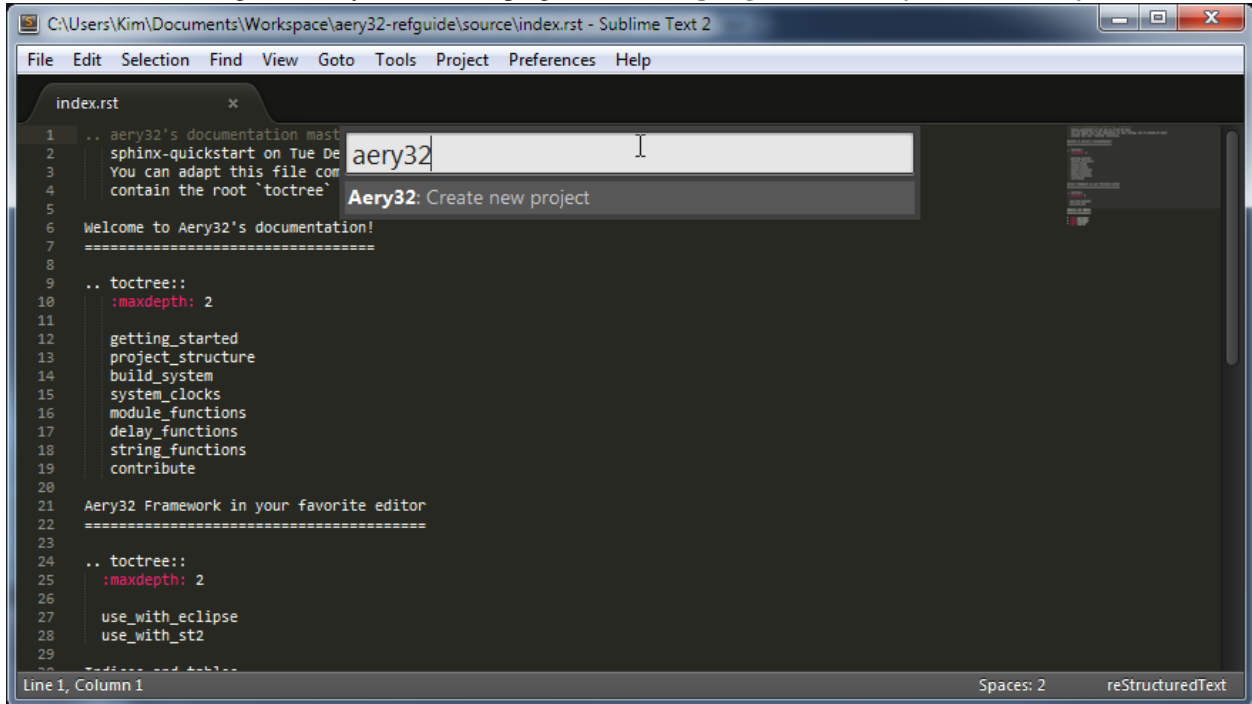 C:\Users\Kim\Documents\Workspace\aery32-refguide\source\index.rst - Sublime Text 2
File Edit Selection Find View Goto Tools Project Preferences Help
index.rst ×
aery32
Aery32: Create new project
1 .. aery32's documentation mast
2 sphinx-quickstart on Tue De
3 You can adapt this file com
4 contain the root `toctree`
5
6 Welcome to Aery32's documentation!
7 ==================================
8
9 .. toctree::
10 :maxdepth: 2
11
12 getting_started
13 project_structure
14 build_system
15 system_clocks
16 module_functions
17 delay_functions
18 string_functions
19 contribute
20
21 Aery32 Framework in your favorite editor
22 ========================================
23
24 .. toctree::
25 :maxdepth: 2
26
27 use_with_eclipse
28 use_with_st2
29
30 Indices and tables
Line 1, Column 1 Spaces: 2 reStructuredText